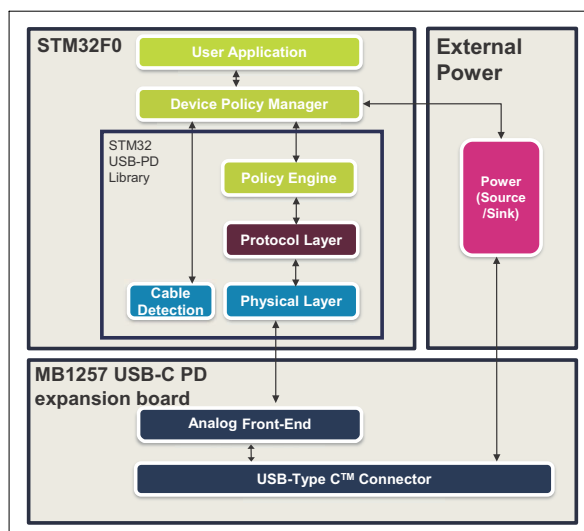 STM32F0
User Application
Device Policy Manager
STM32
USB-PD
Library
Policy Engine
Protocol Layer
Cable
Detection
Physical Layer
External
Power
Power
(Source
/Sink)
MB1257 USB-C PD
expansion board
Analog Front-End
USB-Type C™ Connector